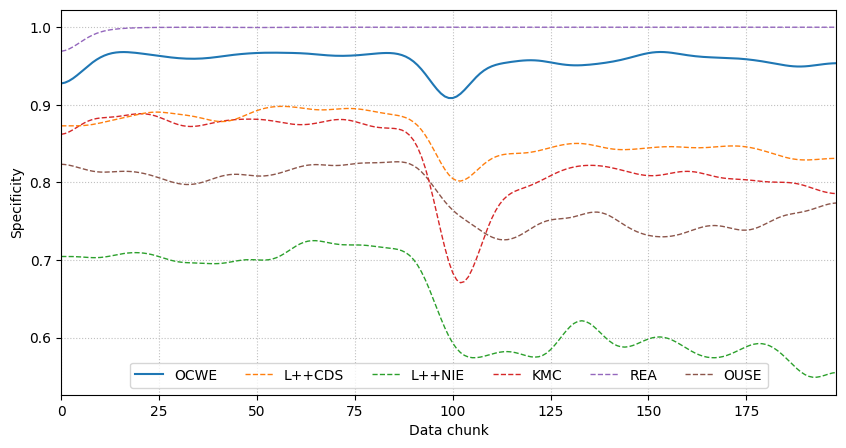 1.0
0.9
0.8
0.7
0.6
Specificity
OCWE L++CDS L++NIE KMC REA OUSE
0 25 50 75 100 125 150 175
Data chunk